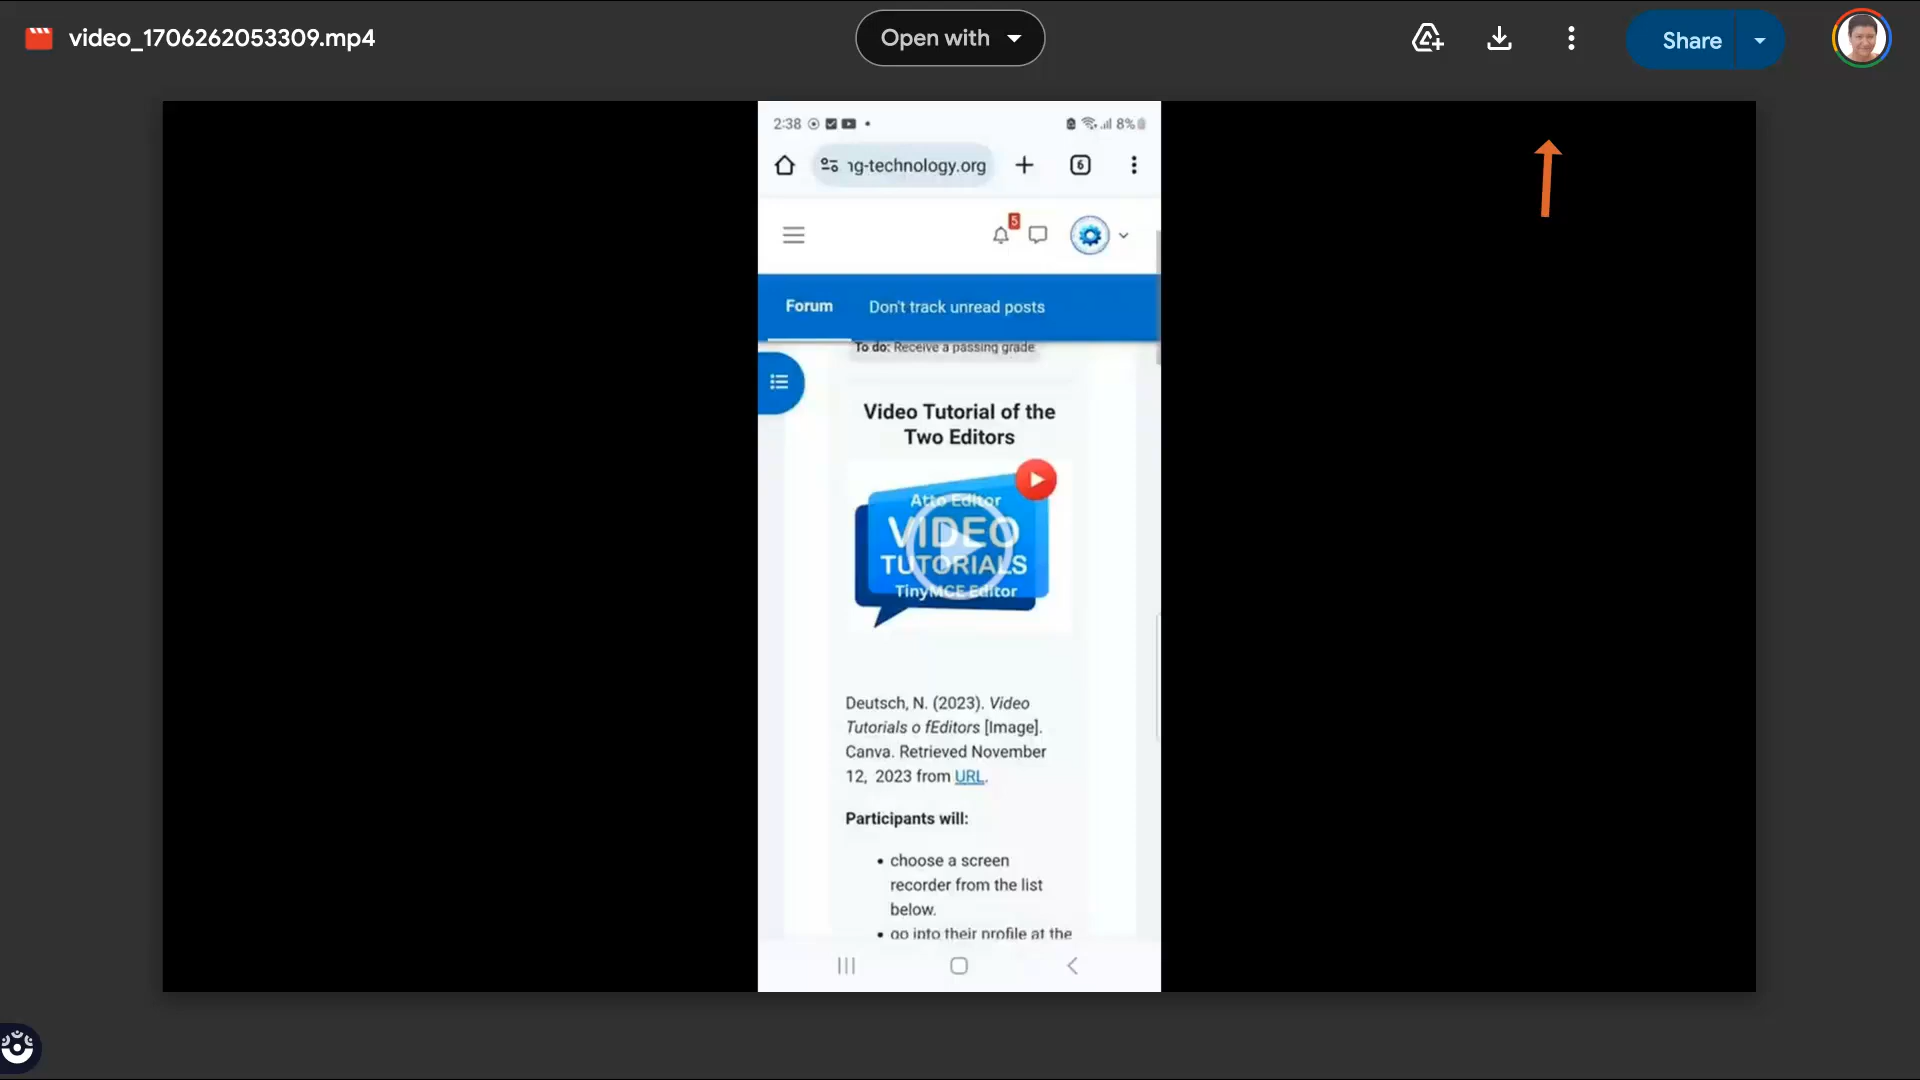 video_1706262053309.mp4
Open with
Share
2:38
8%
ng-technology.org
6
5
Forum
Don't track unread posts
To do: Receive a passing grade
Video Tutorial of the
Two Editors
Atto Editor
VIDEO
TUTORIALS
TinyMCE Editor
Deutsch, N. (2023). Video
Tutorials o fEditors [Image].
Canva. Retrieved November
12, 2023 from URL.
Participants will:
• choose a screen
recorder from the list
below.
• go into their profile at the